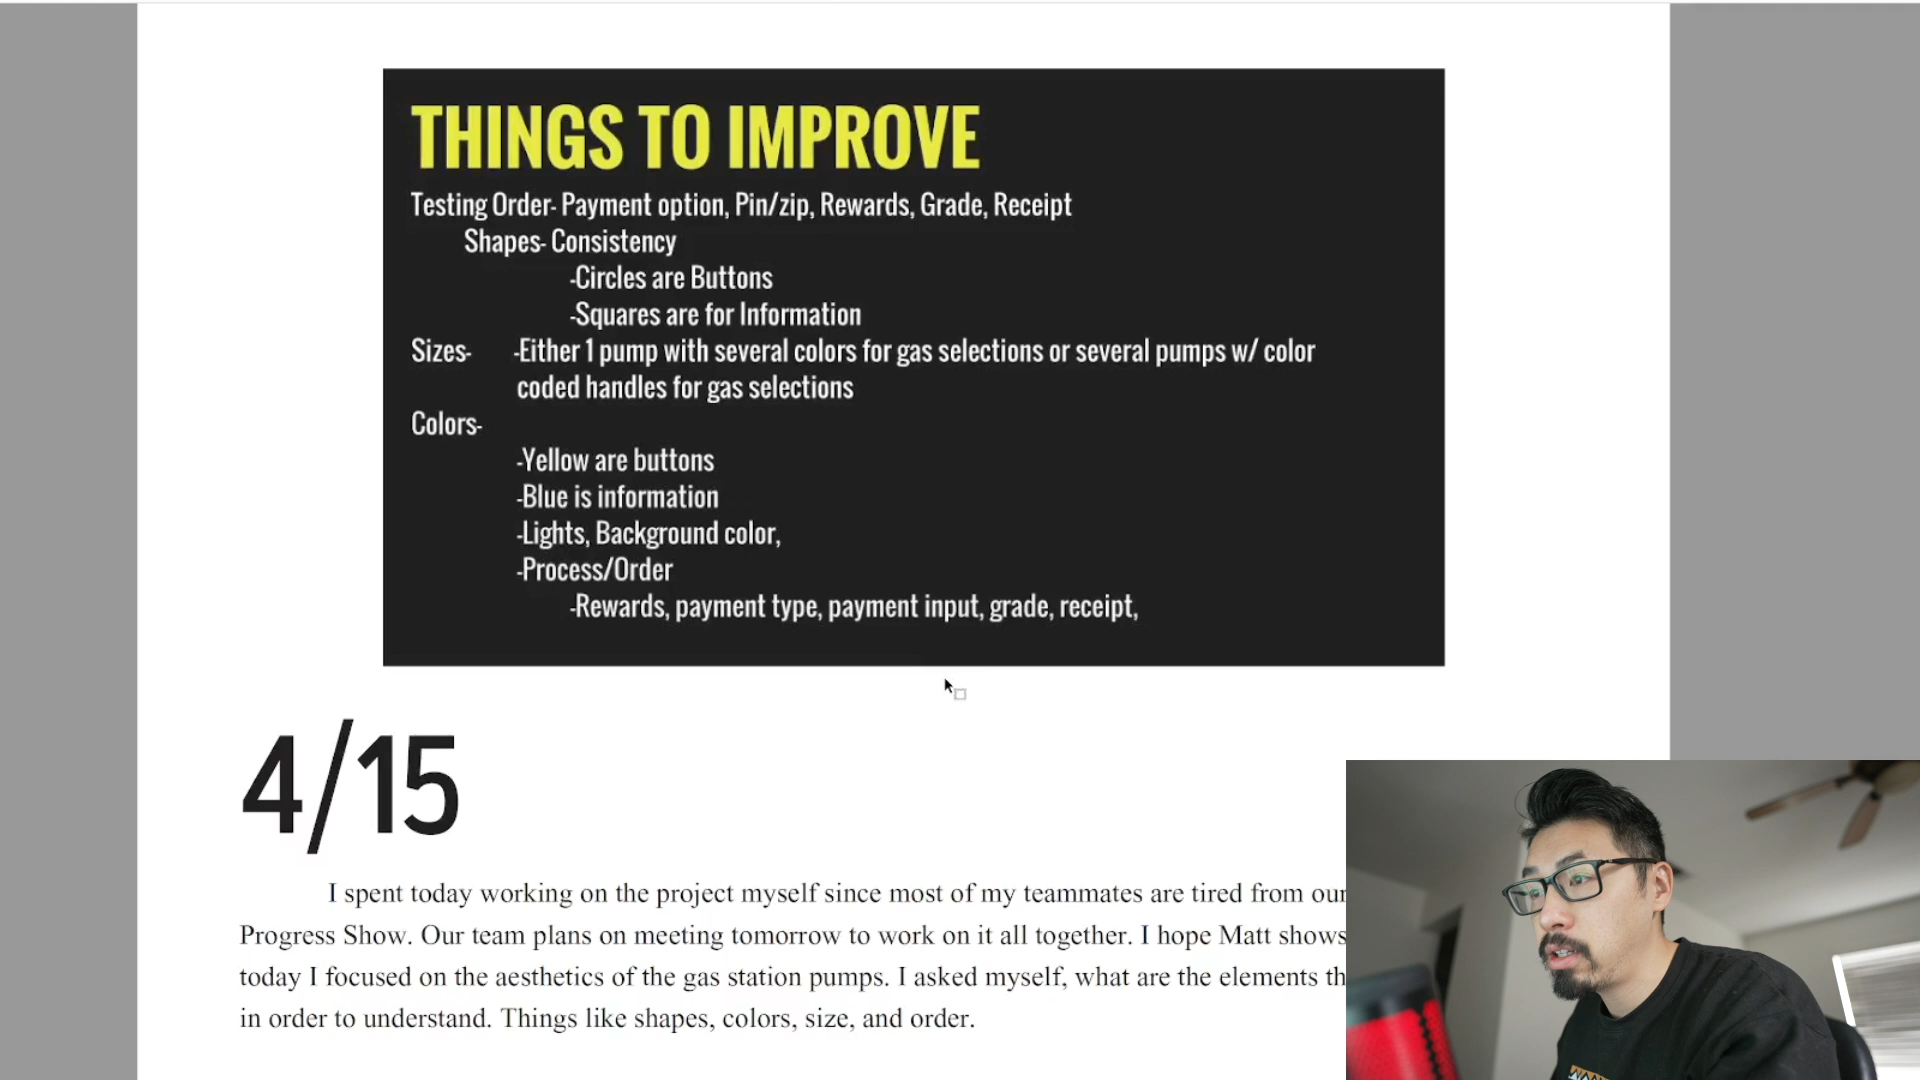 THINGS TO IMPROVE
Testing Order- Payment option, Pin/zip, Rewards, Grade, Receipt
Shapes- Consistency
-Circles are Buttons
-Squares are for Information
Sizes- -Either 1 pump with several colors for gas selections or several pumps w/ color
coded handles for gas selections
Colors-
-Yellow are buttons
-Blue is information
-Lights, Background color,
-Process/Order
-Rewards, payment type, payment input, grade, receipt,
4/15
I spent today working on the project myself since most of my teammates are tired from our
Progress Show. Our team plans on meeting tomorrow to work on it all together. I hope Matt shows
today I focused on the aesthetics of the gas station pumps. I asked myself, what are the elements th
in order to understand. Things like shapes, colors, size, and order.